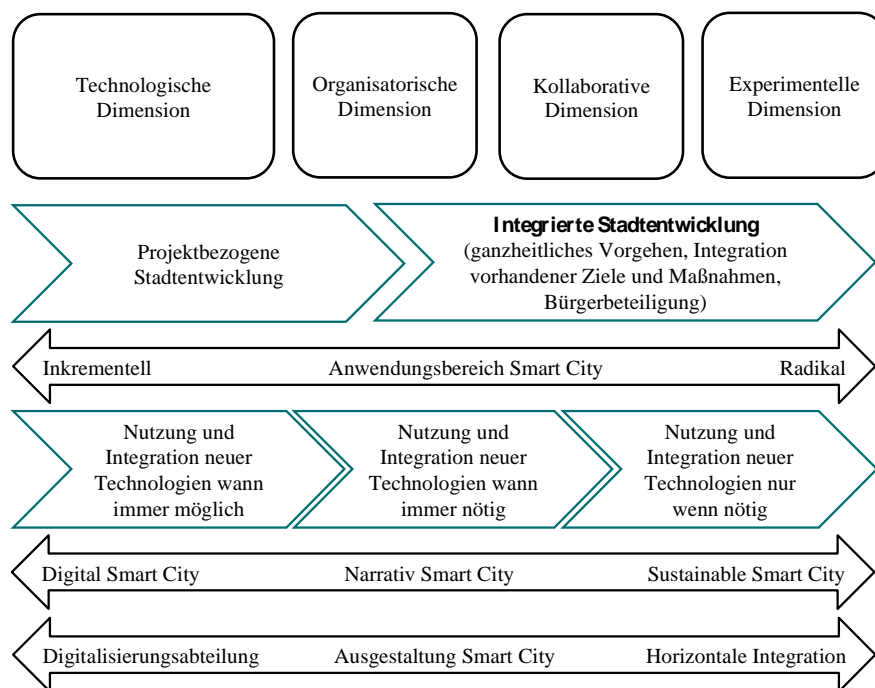 Technologische
Dimension
Organisatorische
Dimension
Kollaborative
Dimension
Experimentelle
Dimension
Projektbezogene
Stadtentwicklung
Integrierte Stadtentwicklung
(ganzheitliches Vorgehen, Integration
vorhandener Ziele und Maßnahmen,
Bürgerbeteiligung)
Inkrementell
Anwendungsbereich Smart City
Radikal
Nutzung und
Integration neuer
Technologien wann
immer möglich
Nutzung und
Integration neuer
Technologien wann
immer nötig
Nutzung und
Integration neuer
Technologien nur
wenn nötig
Digital Smart City
Narrativ Smart City
Sustainable Smart City
Digitalisierungsabteilung
Ausgestaltung Smart City
Horizontale Integration